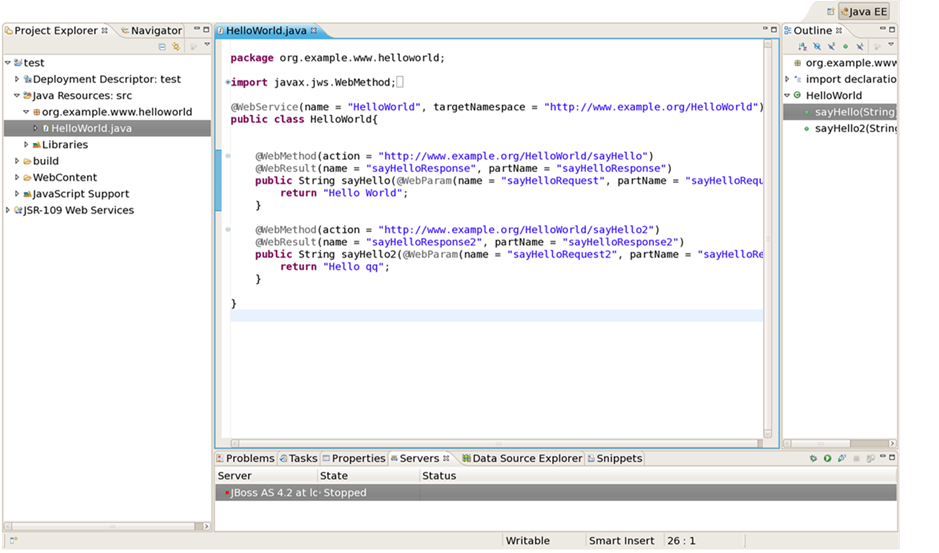 Java EE
Project Explorer
Navigator
test
Deployment Descriptor: test
Java Resources: src
org.example.www.helloworld
HelloWorld.java
Libraries
build
WebContent
JavaScript Support
JSR-109 Web Services
HelloWorld.java
package org.example.www.helloworld;
import javax.jws.WebMethod;
@WebService(name = "HelloWorld", targetNamespace = "http://www.example.org/HelloWorld")
public class HelloWorld{
@WebMethod(action = "http://www.example.org/HelloWorld/sayHello")
@WebResult(name = "sayHelloResponse", partName = "sayHelloResponse")
public String sayHello(@WebParam(name = "sayHelloRequest", partName = "sayHelloRequ
return "Hello World";
}
@WebMethod(action = "http://www.example.org/HelloWorld/sayHello2")
@WebResult(name = "sayHelloResponse2", partName = "sayHelloResponse2")
public String sayHello2(@WebParam(name = "sayHelloRequest2", partName = "sayHelloRe
return "Hello qq";
}
}
Outline
org.example.www
import declaratio
HelloWorld
sayHello(String
sayHello2(String
Problems
Tasks
Properties
Servers
Data Source Explorer
Snippets
Server State Status
JBoss AS 4.2 at lc Stopped
Writable Smart Insert 26 : 1